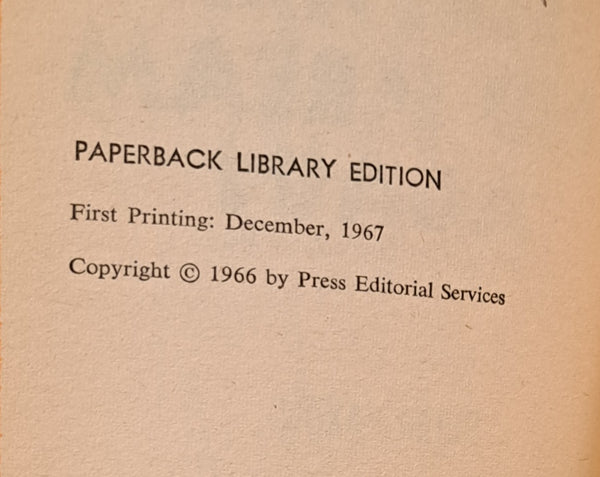 PAPERBACK LIBRARY EDITION
First Printing: December, 1967
Copyright © 1966 by Press Editorial Services